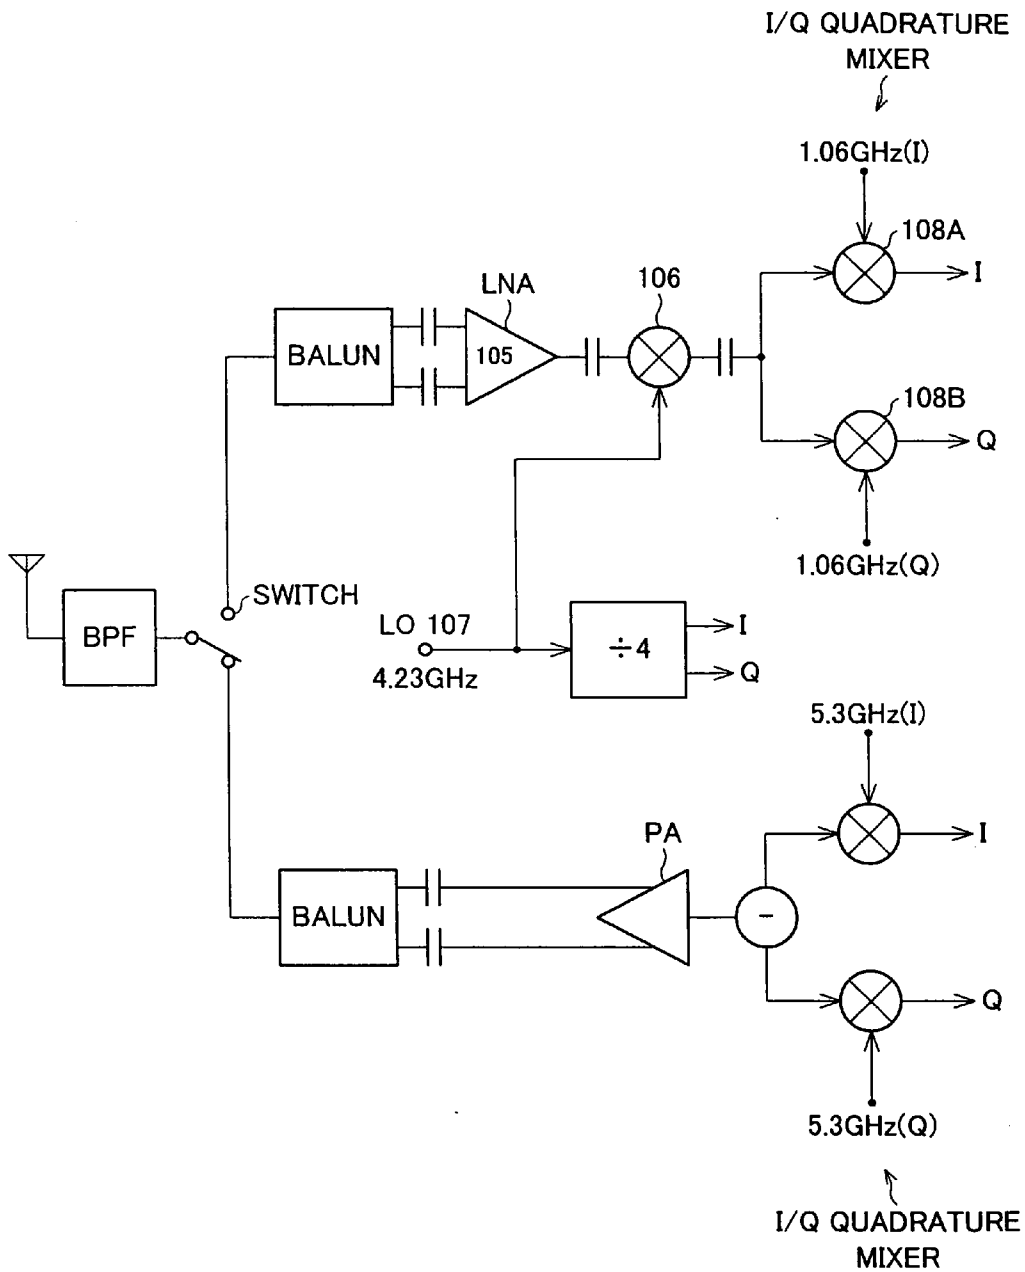 I/Q QUADRATURE
MIXER
1.06GHz(I)
108A
I
LNA
106
BALUN
105
108B
Q
1.06GHz(Q)
SWITCH
BPF
LO 107
4.23GHz
÷4
I
Q
5.3GHz(I)
PA
I
BALUN
-
Q
5.3GHz(Q)
I/Q QUADRATURE
MIXER